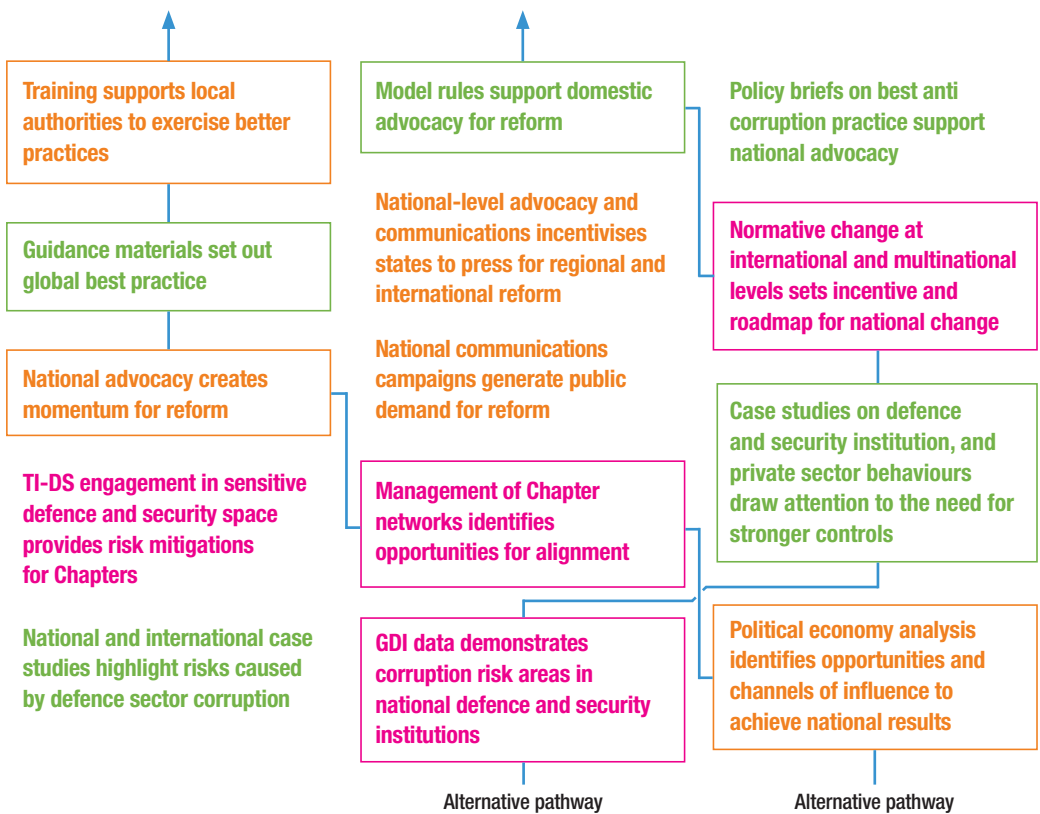 Training supports local
authorities to exercise better
practices
Guidance materials set out
global best practice
National advocacy creates
momentum for reform
TI-DS engagement in sensitive
defence and security space
provides risk mitigations
for Chapters
National and international case
studies highlight risks caused
by defence sector corruption
Model rules support domestic
advocacy for reform
National-level advocacy and
communications incentivises
states to press for regional and
international reform
National communications
campaigns generate public
demand for reform
Management of Chapter
networks identifies
opportunities for alignment
GDI data demonstrates
corruption risk areas in
national defence and security
institutions
Alternative pathway
Policy briefs on best anti
corruption practice support
national advocacy
Normative change at
international and multinational
levels sets incentive and
roadmap for national change
Case studies on defence
and security institution, and
private sector behaviours
draw attention to the need for
stronger controls
Political economy analysis
identifies opportunities and
channels of influence to
achieve national results
Alternative pathway